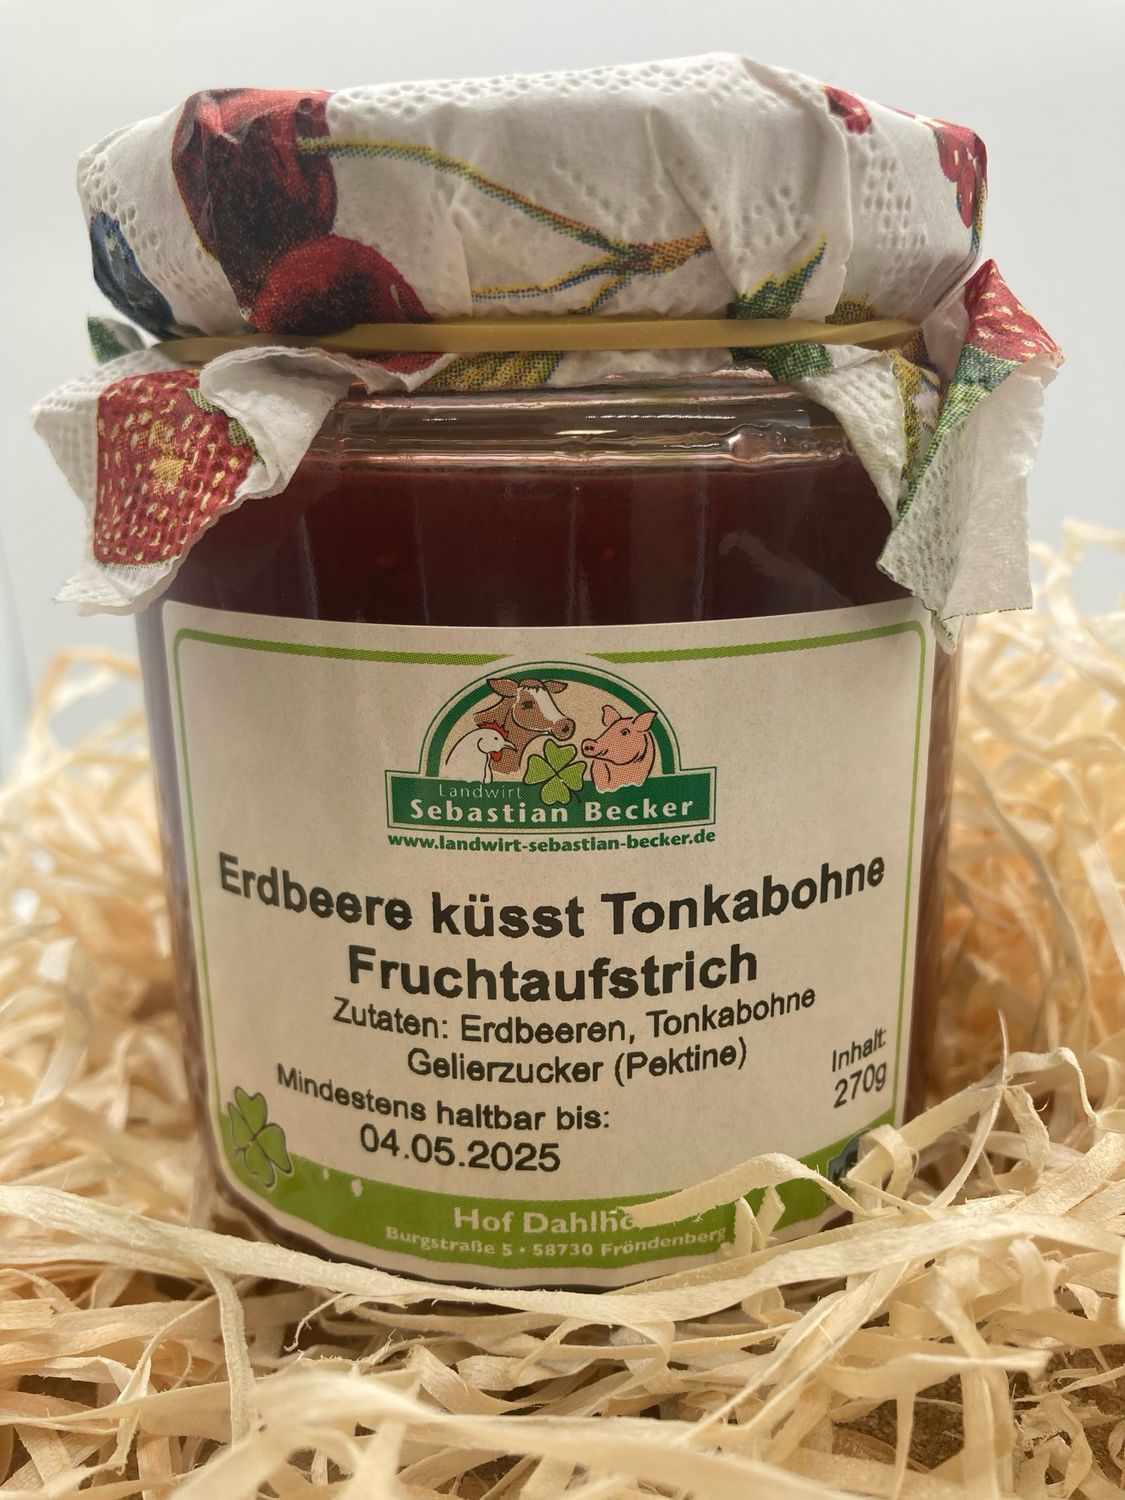 Landwirt
Sebastian Becker
www.landwirt-sebastian-becker.de
Erdbeere küsst Tonkabohne
Fruchtaufstrich
Zutaten: Erdbeeren, Tonkabohne
Gelierzucker (Pektine)
Inhalt:
270g
Mindestens haltbar bis:
04.05.2025
Hof
Burgstraße 5 • 58730 Fröndenberg